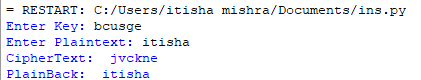 = RESTART: C:/Users/itisha mishra/Documents/ins.py
Enter Key: bcusge
Enter Plaintext: itisha
CipherText:  jvckne
PlainBack:  itisha